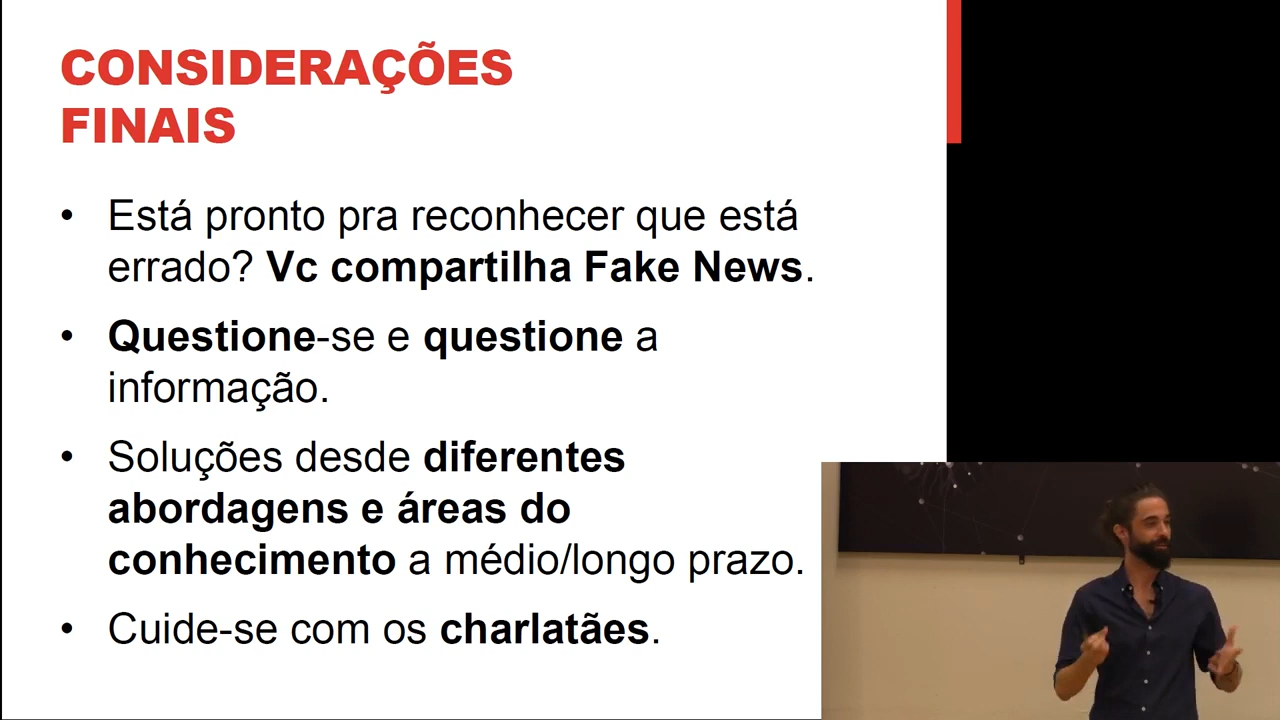 CONSIDERAÇÕES
FINAIS
• Está pronto pra reconhecer que está
errado? Vc compartilha Fake News.
• Questione-se e questione a
informação.
• Soluções desde diferentes
abordagens e áreas do
conhecimento a médio/longo prazo.
• Cuide-se com os charlatães.